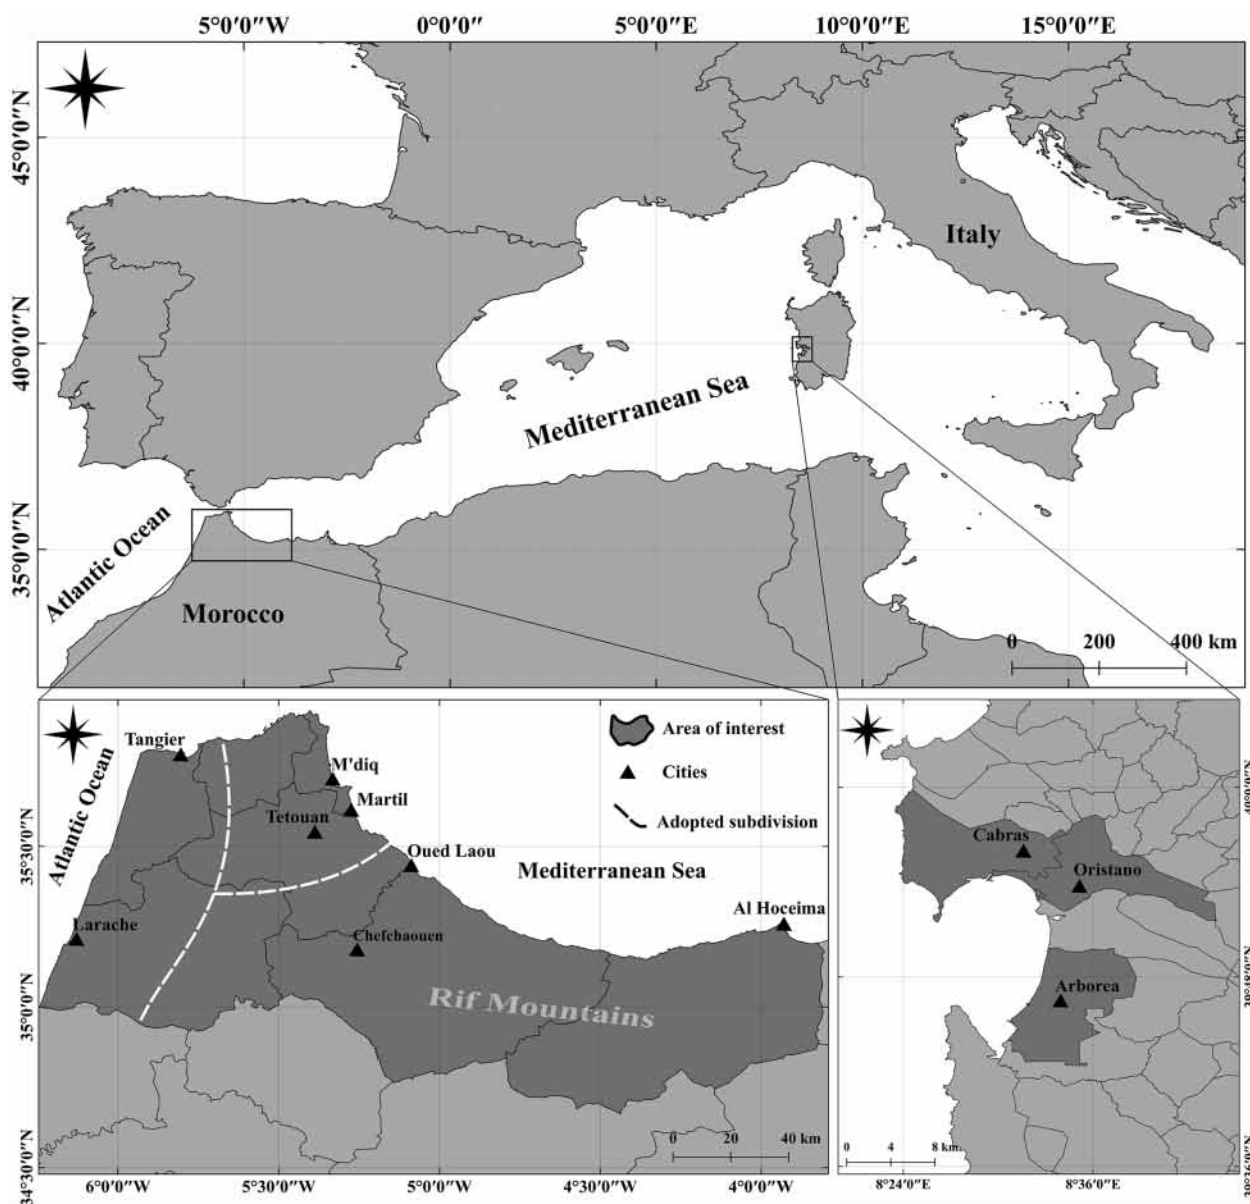 5°0'0"W 0°0'0" 5°0'0"E 10°0'0"E 15°0'0"E
45°0'0"N
40°0'0"N
35°0'0"N
Italy
Mediterranean Sea
Atlantic Ocean
Morocco
0 200 400 km
Tangier
Atlantic Ocean
M'diq
Martil
Tetouan
Oued Laou
Mediterranean Sea
Larache
Chefchaouen
Al Hoceima
Rif Mountains
Area of interest
Cities
Adopted subdivision
35°30'0"N
35°0'0"N
34°30'0"N
0 20 40 km
6°0'0"W 5°30'0"W 5°0'0"W 4°30'0"W 4°0'0"W
Cabras
Oristano
Arborea
0 4 8 km
8°24'0"E 8°36'0"E